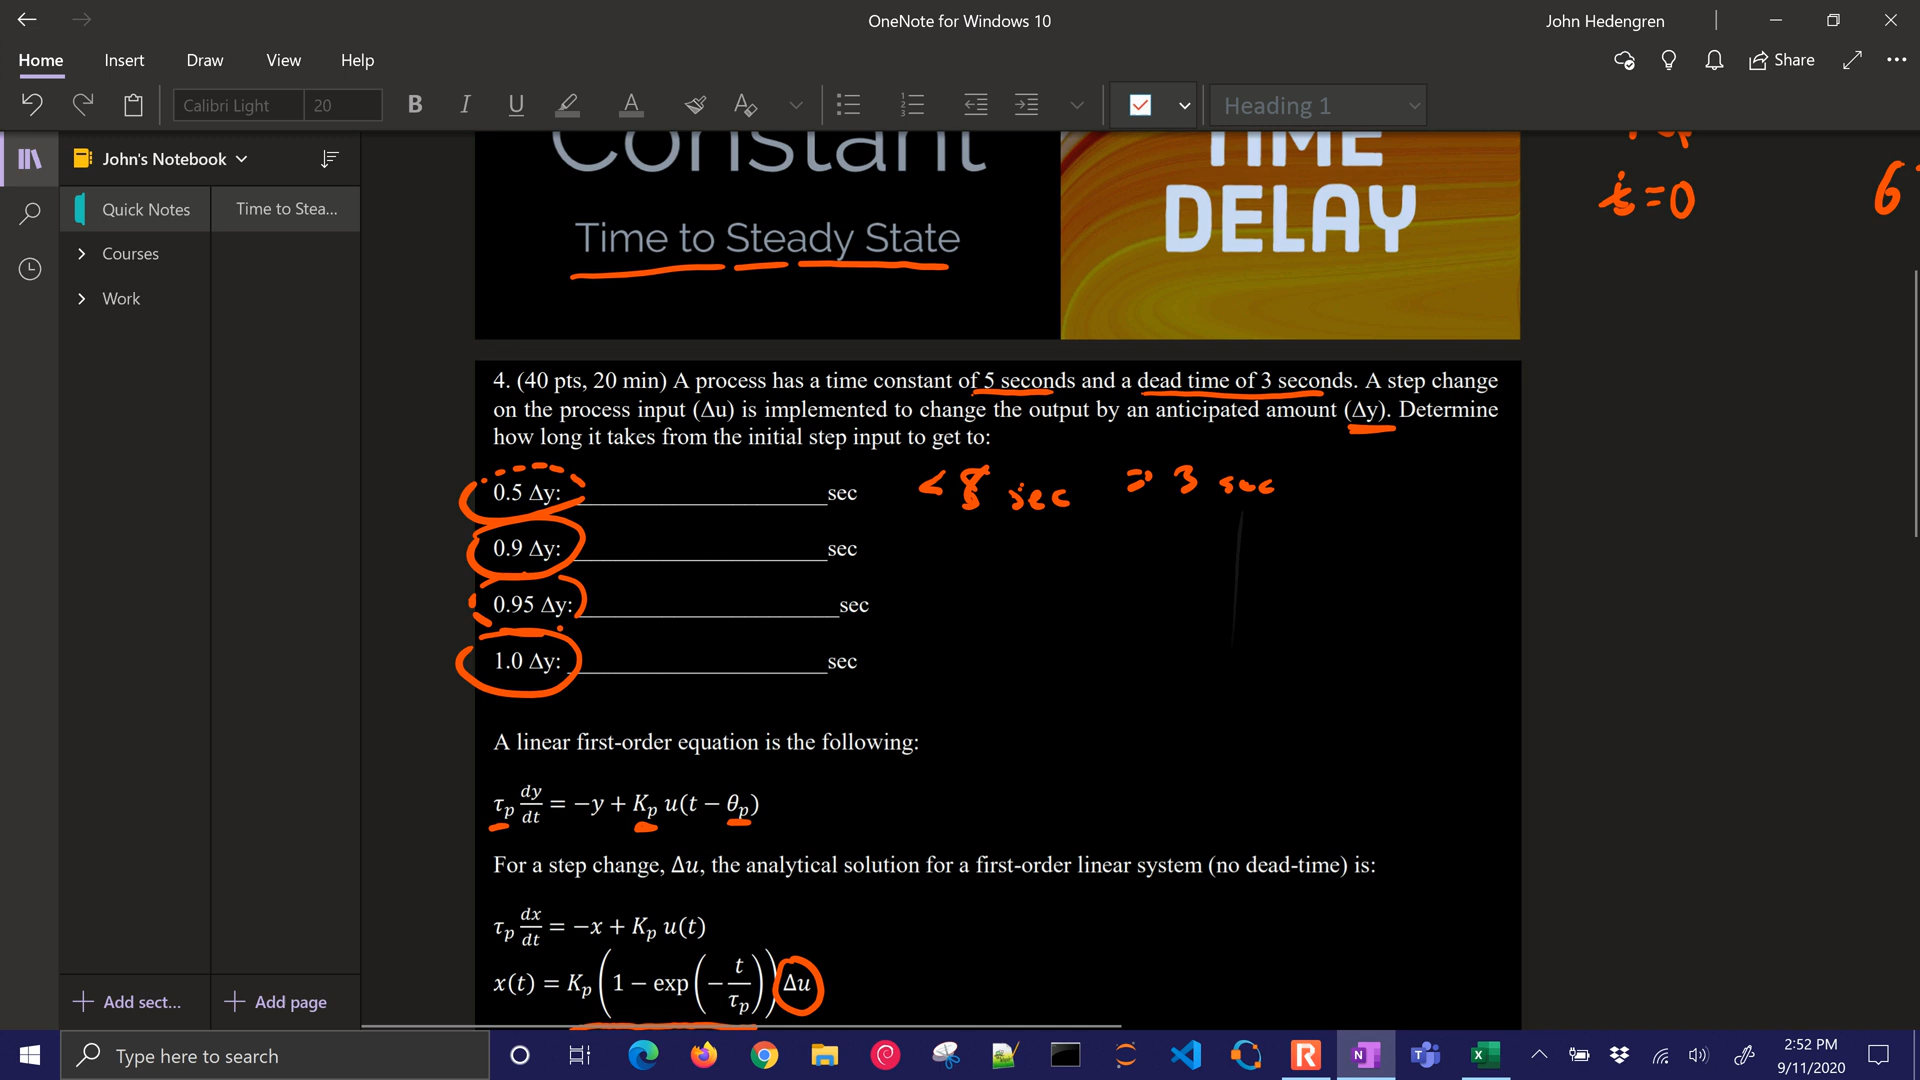 OneNote for Windows 10
John Hedengren
Home Insert Draw View Help
Share
Calibri Light 20
B I U A
Heading 1
John's Notebook
Quick Notes
Courses
Work
Time to Stea...
Constant
Time to Steady State
TIME
DELAY
t=0
6
4. (40 pts, 20 min) A process has a time constant of 5 seconds and a dead time of 3 seconds. A step change
on the process input (Δu) is implemented to change the output by an anticipated amount (Δy). Determine
how long it takes from the initial step input to get to:
0.5 Δy: ______________________ sec < 8 sec => 3 sec
0.9 Δy: ______________________ sec
0.95 Δy: ______________________ sec
1.0 Δy: ______________________ sec
A linear first-order equation is the following:
τp dy/dt = −y + Kp u(t − θp)
For a step change, Δu, the analytical solution for a first-order linear system (no dead-time) is:
τp dx/dt = −x + Kp u(t)
x(t) = Kp (1 − exp (− t/τp)) Δu
+ Add sect... + Add page
Type here to search
2:52 PM
9/11/2020